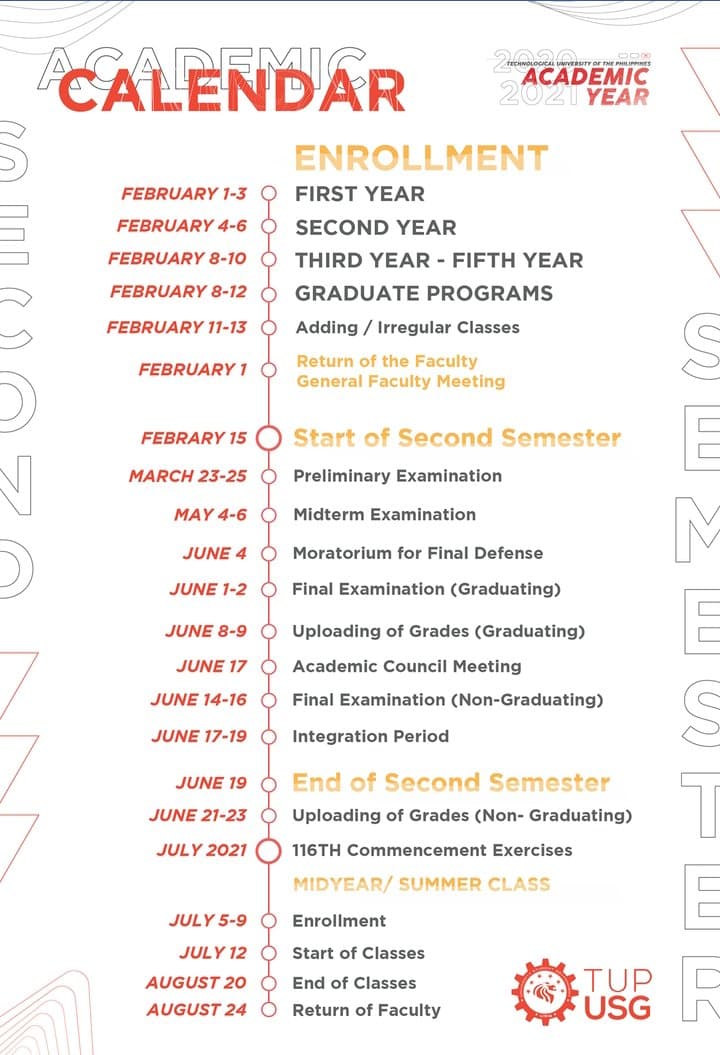 ACADEMIC
CALENDAR
2020
2021
TECHNOLOGICAL UNIVERSITY OF THE PHILIPPINES
ACADEMIC
YEAR
SECOND
SEMESTER
ENROLLMENT
FEBRUARY 1-3 FIRST YEAR
FEBRUARY 4-6 SECOND YEAR
FEBRUARY 8-10 THIRD YEAR - FIFTH YEAR
FEBRUARY 8-12 GRADUATE PROGRAMS
FEBRUARY 11-13 Adding / Irregular Classes
FEBRUARY 1 Return of the Faculty
General Faculty Meeting
FEBRARY 15 Start of Second Semester
MARCH 23-25 Preliminary Examination
MAY 4-6 Midterm Examination
JUNE 4 Moratorium for Final Defense
JUNE 1-2 Final Examination (Graduating)
JUNE 8-9 Uploading of Grades (Graduating)
JUNE 17 Academic Council Meeting
JUNE 14-16 Final Examination (Non-Graduating)
JUNE 17-19 Integration Period
JUNE 19 End of Second Semester
JUNE 21-23 Uploading of Grades (Non- Graduating)
JULY 2021 116TH Commencement Exercises
MIDYEAR/ SUMMER CLASS
JULY 5-9 Enrollment
JULY 12 Start of Classes
AUGUST 20 End of Classes
AUGUST 24 Return of Faculty
TUP
USG